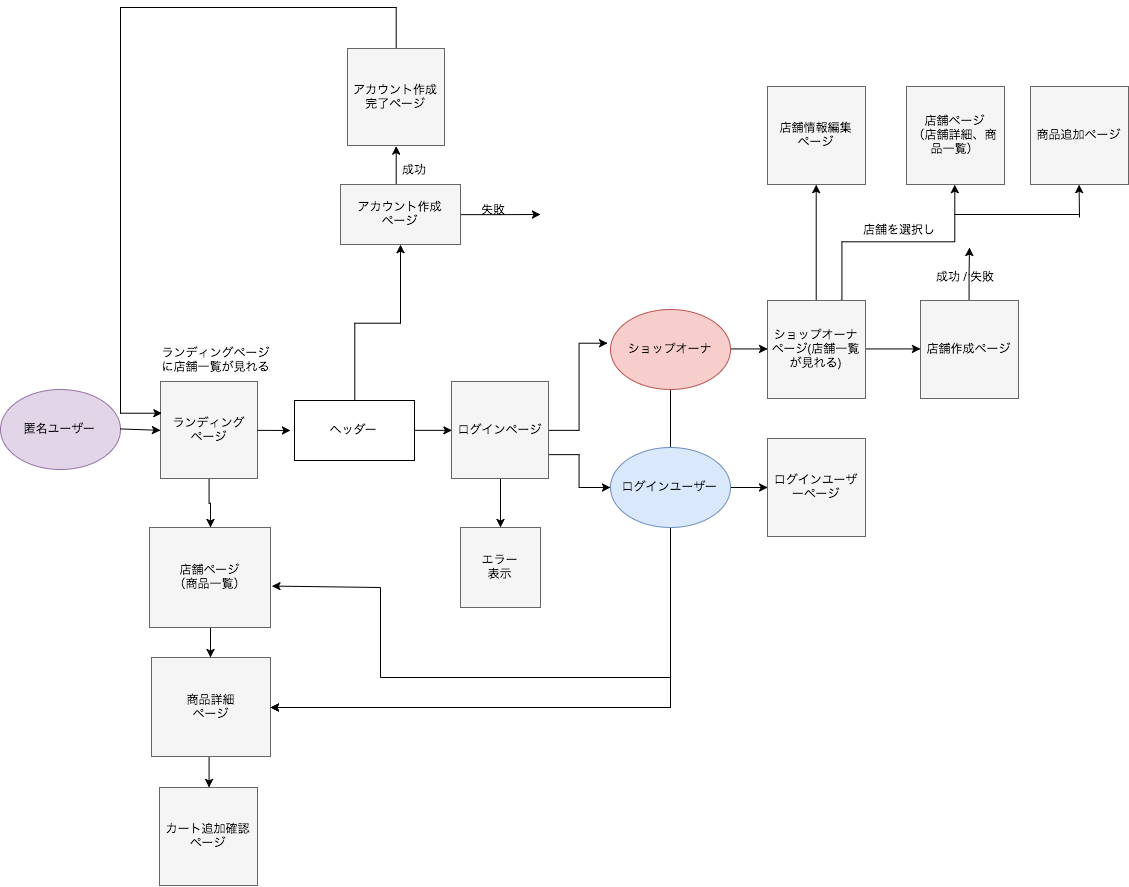 アカウント作成
完了ページ
成功
アカウント作成
ページ
失敗
店舗情報編集
ページ
店舗ページ
（店舗詳細、商
品一覧）
商品追加ページ
店舗を選択し
成功 / 失敗
ショップオーナ
ページ(店舗一覧
が見れる)
店舗作成ページ
ショップオーナ
ランディングページ
に店舗一覧が見れる
匿名ユーザー
ランディング
ページ
ヘッダー
ログインページ
ログインユーザー
ログインユーザ
ーページ
エラー
表示
店舗ページ
（商品一覧）
商品詳細
ページ
カート追加確認
ページ